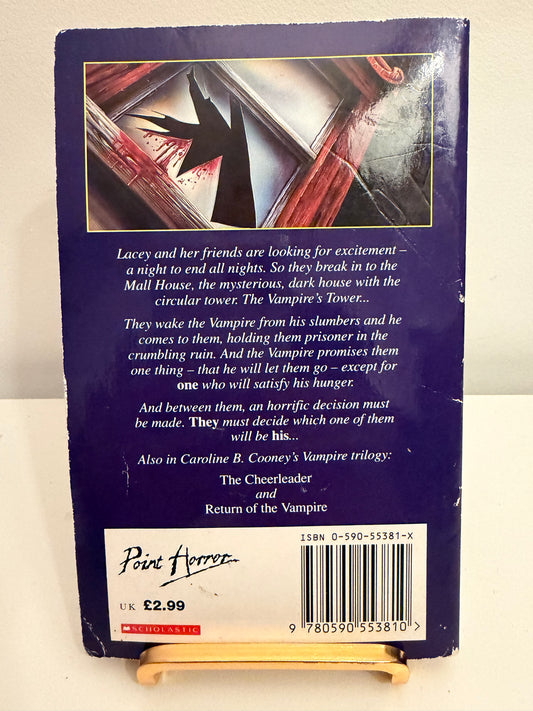 Lacey and her friends are looking for excitement –
a night to end all nights. So they break in to the
Mall House, the mysterious, dark house with the
circular tower. The Vampire's Tower...
They wake the Vampire from his slumbers and he
comes to them, holding them prisoner in the
crumbling ruin. And the Vampire promises them
one thing – that he will let them go – except for
one who will satisfy his hunger.
And between them, an horrific decision must
be made. They must decide which one of them
will be his...
Also in Caroline B. Cooney's Vampire trilogy:
The Cheerleader
and
Return of the Vampire
Point Horror
UK £2.99
SCHOLASTIC
ISBN 0-590-55381-X
9 780590 553810 >